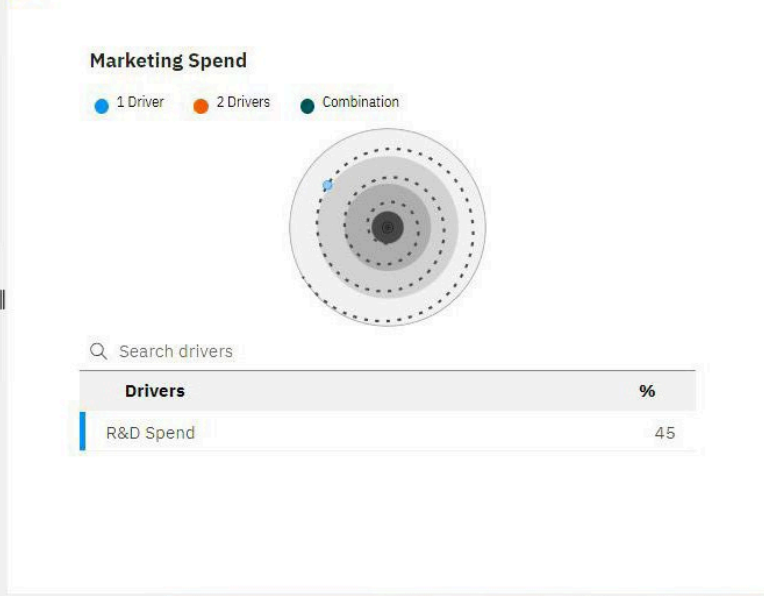 Marketing Spend
1 Driver 2 Drivers Combination
Search drivers
Drivers %
R&D Spend 45